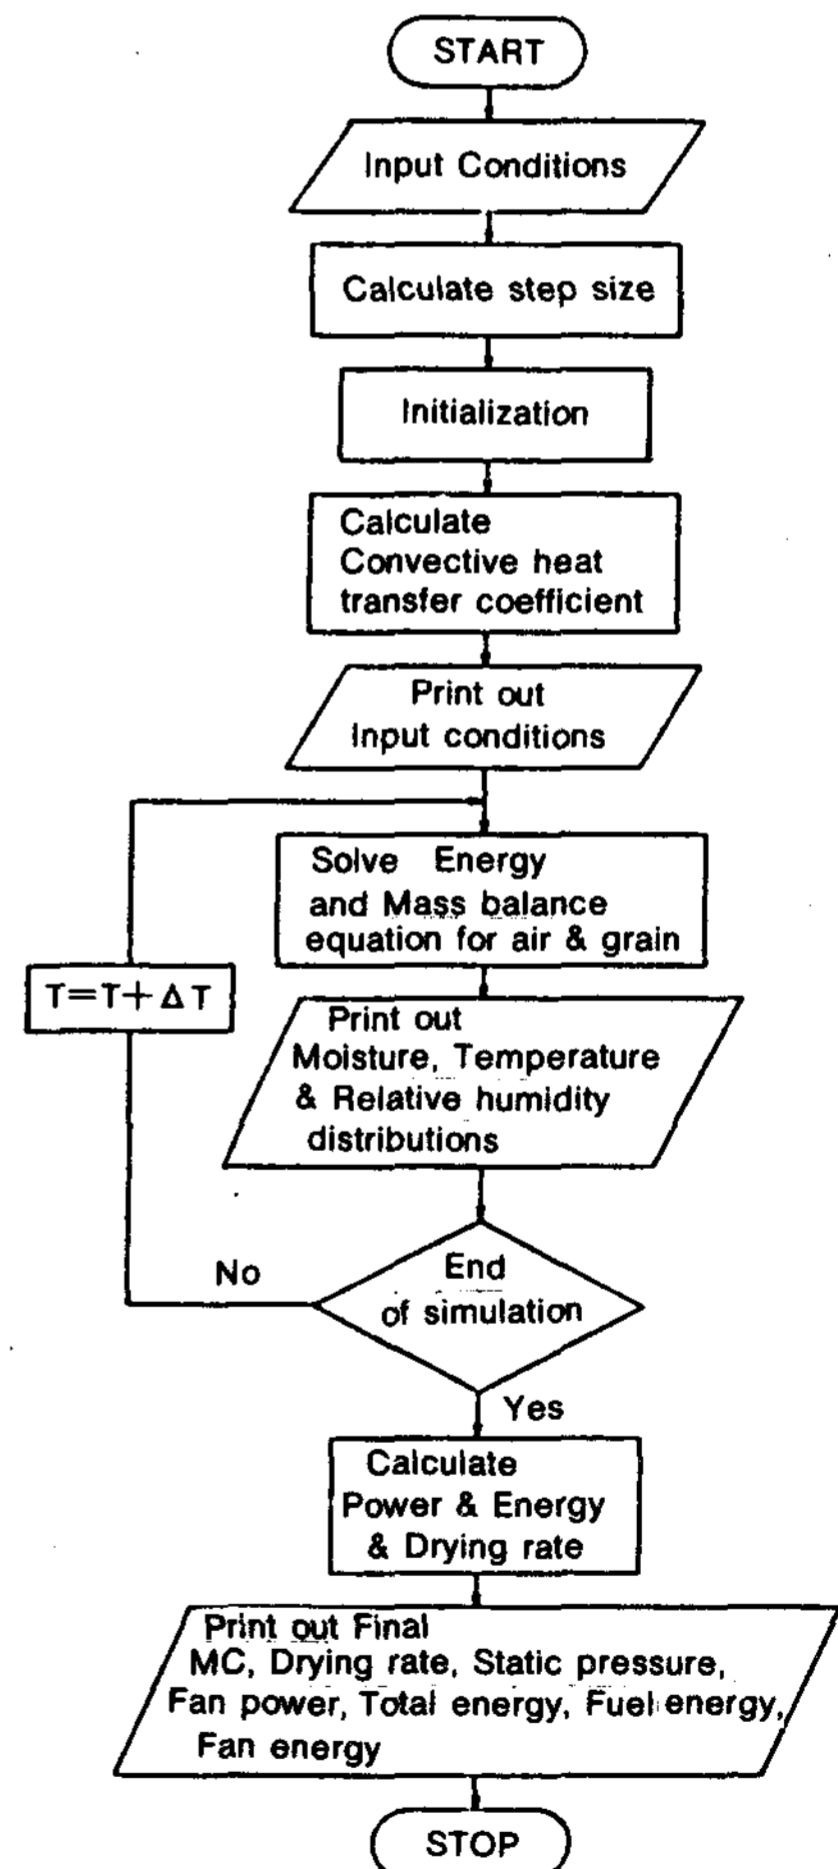 START
Input Conditions
Calculate step size
Initialization
Calculate
Convective heat
transfer coefficient
Print out
Input conditions
Solve Energy
and Mass balance
equation for air & grain
T=T+ΔT
Print out
Moisture, Temperature
& Relative humidity
distributions
No
End
of simulation
Yes
Calculate
Power & Energy
& Drying rate
Print out Final
MC, Drying rate, Static pressure,
Fan power, Total energy, Fuel energy,
Fan energy
STOP